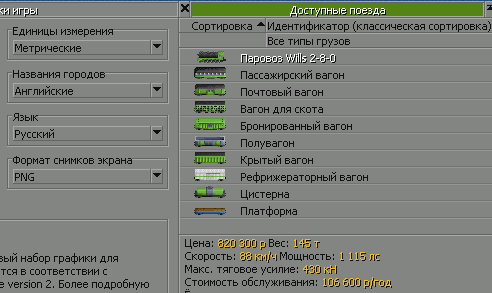 ки игры
Единицы измерения
Метрические
Названия городов
Английские
Язык
Русский
Формат снимков экрана
PNG
вый набор графики для
тся в соответствии с
e version 2. Более подробную
Доступные поезда
Сортировка Идентификатор (классическая сортировка)
Все типы грузов
Паровоз Wills 2-8-0
Пассажирский вагон
Почтовый вагон
Вагон для скота
Бронированный вагон
Полувагон
Крытый вагон
Рефрижераторный вагон
Цистерна
Платформа
Цена: 820 300 р Вес: 145 т
Скорость: 88 км/ч Мощность: 1 115 лс
Макс. тяговое усилие: 430 кН
Стоимость обслуживания: 106 600 р/год